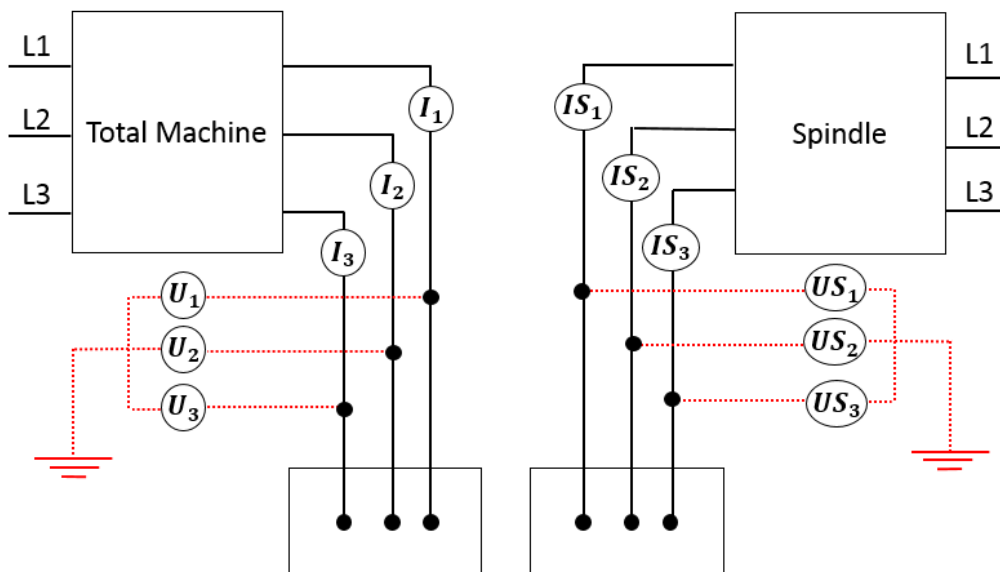 L1
L2
L3
Total Machine
I₁
I₂
I₃
U₁
U₂
U₃
IS₁
IS₂
IS₃
Spindle
L1
L2
L3
US₁
US₂
US₃